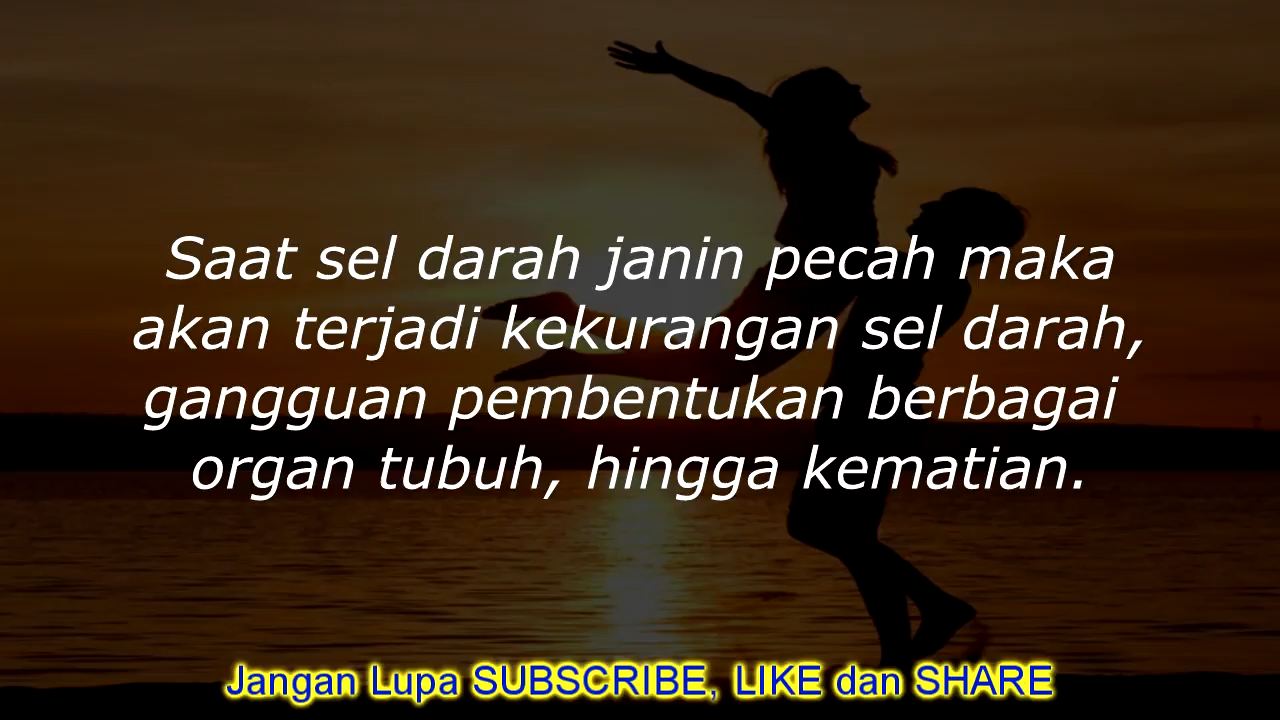 Saat sel darah janin pecah maka
akan terjadi kekurangan sel darah,
gangguan pembentukan berbagai
organ tubuh, hingga kematian.
Jangan Lupa SUBSCRIBE, LIKE dan SHARE